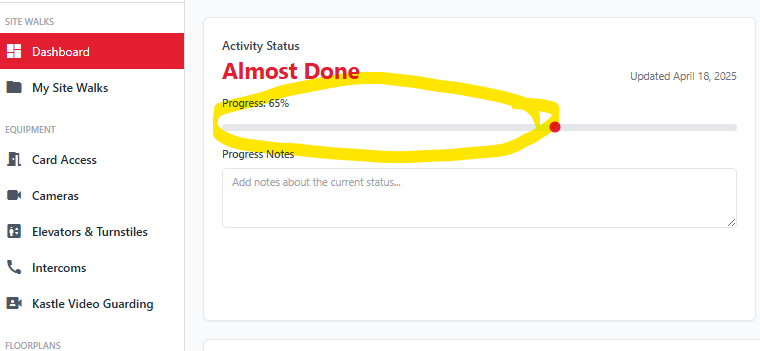 SITE WALKS
Dashboard
My Site Walks
EQUIPMENT
Card Access
Cameras
Elevators & Turnstiles
Intercoms
Kastle Video Guarding
FLOORPLANS
Activity Status
Almost Done
Updated April 18, 2025
Progress: 65%
Progress Notes
Add notes about the current status...